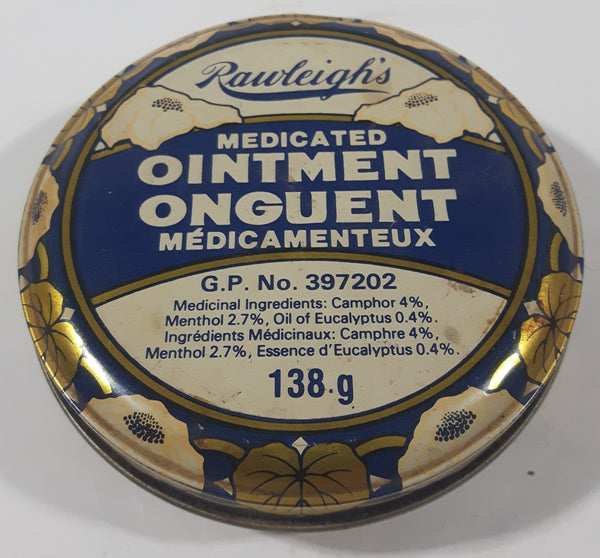 Rawleigh's
MEDICATED
OINTMENT
ONGUENT
MÉDICAMENTEUX
G.P. No. 397202
Medicinal Ingredients: Camphor 4%,
Menthol 2.7%, Oil of Eucalyptus 0.4%.
Ingrédients Médicinaux: Camphre 4%,
Menthol 2.7%, Essence d'Eucalyptus 0.4%.
138 g